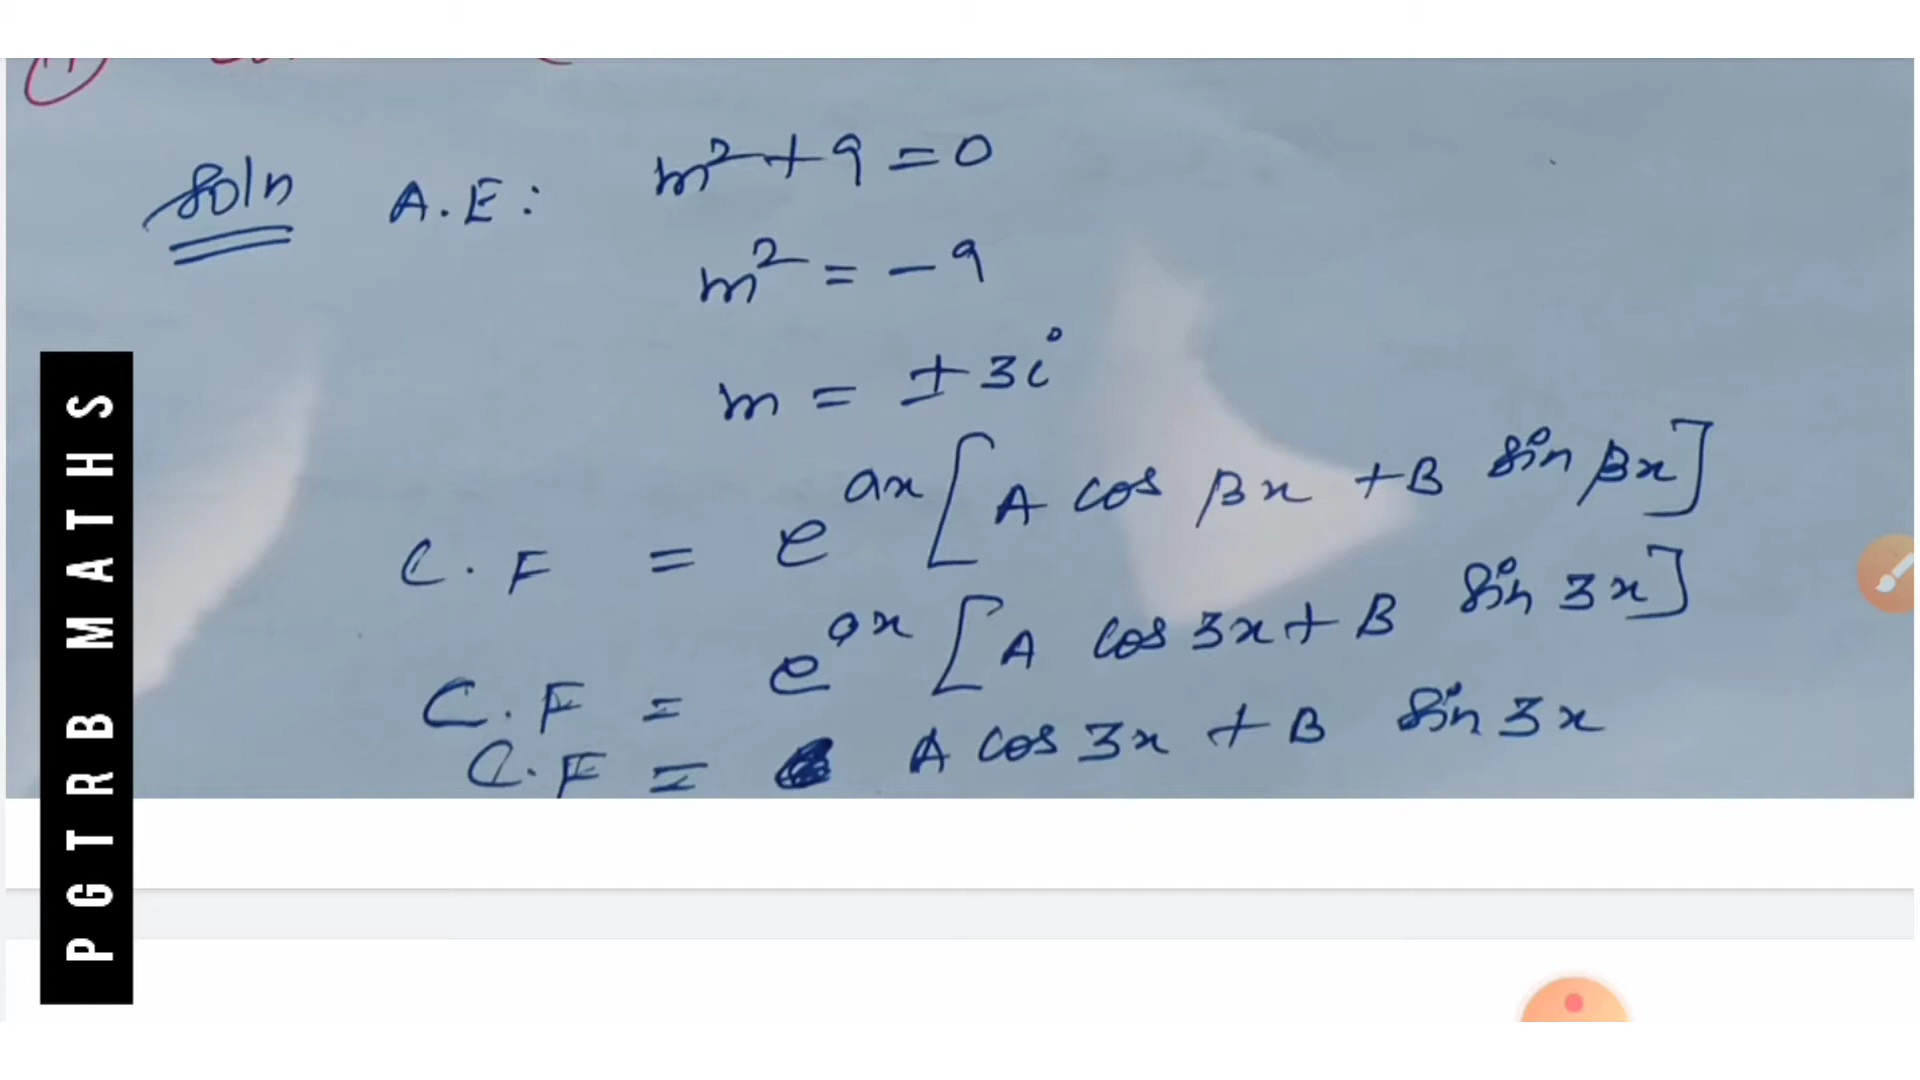 Soln A.E: m² + 9 = 0
m² = -9
m = ± 3i
C.F = e^{ax} [A cos βx + B sin βx]
C.F = e^{0x} [A cos 3x + B sin 3x]
C.F = A cos 3x + B sin 3x
PGTRB MATHS